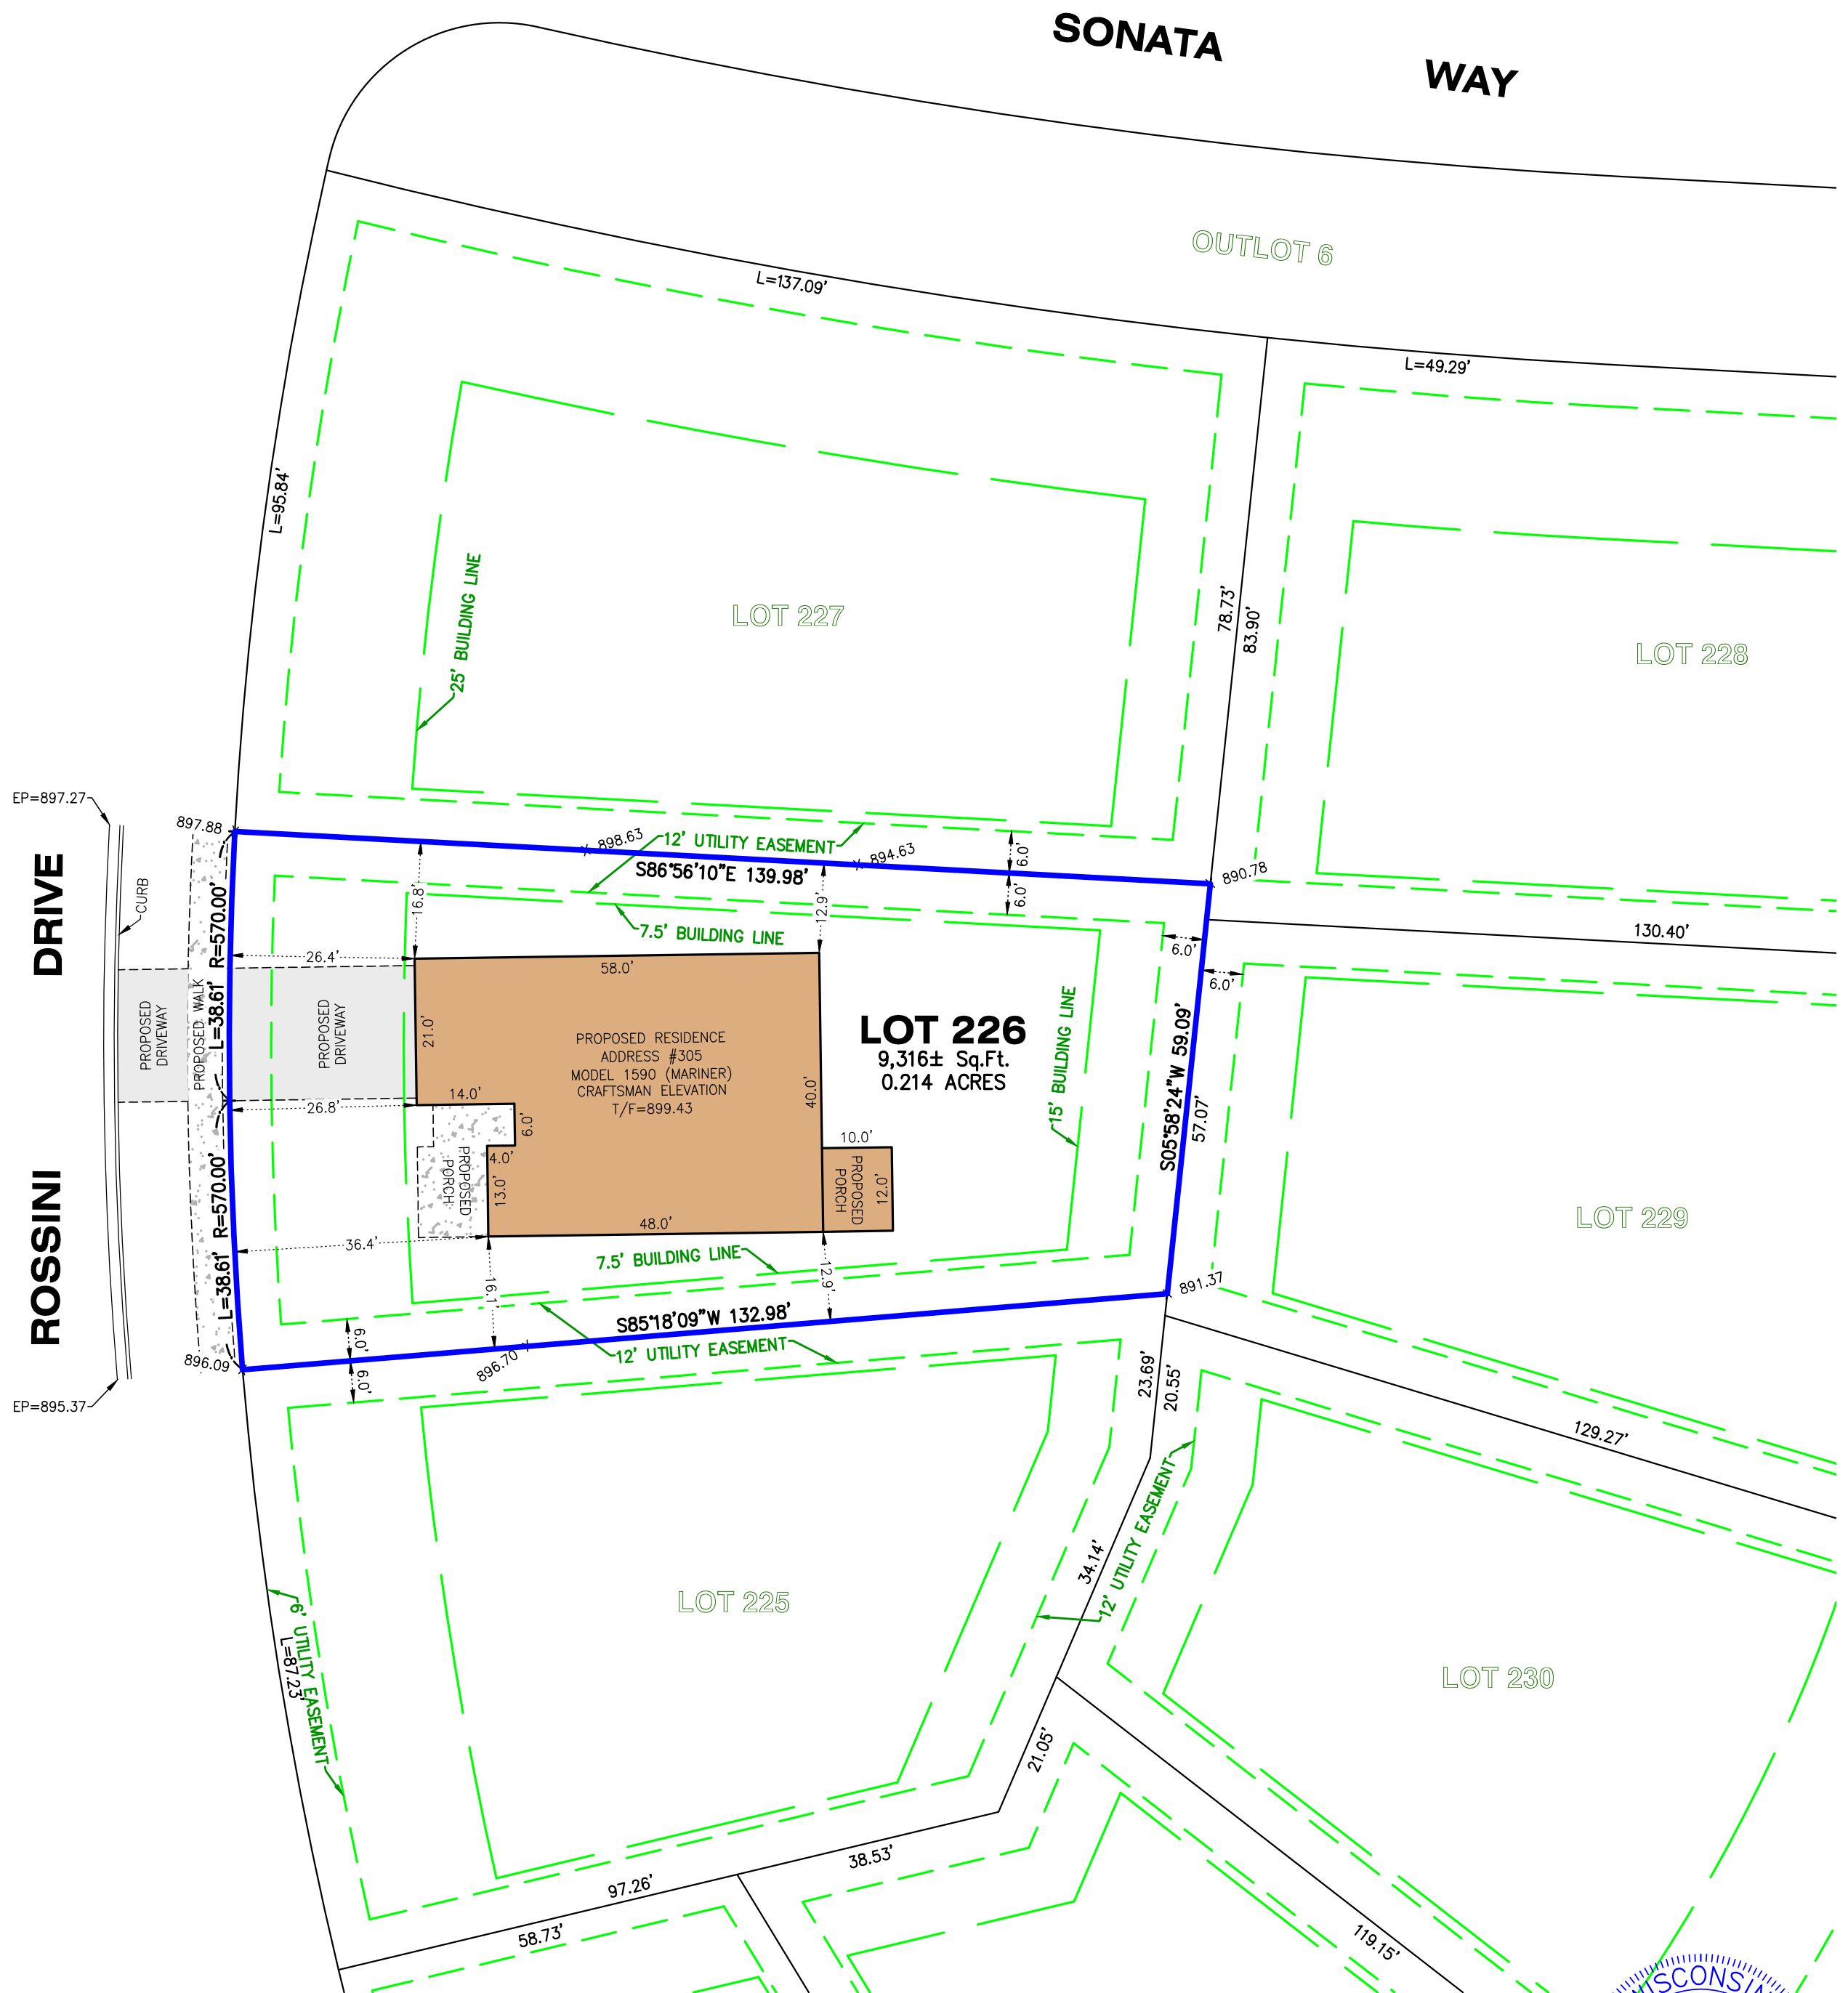 SONATA WAY
OUTLOT 6
L=137.09'
L=49.29'
L=95.84'
25' BUILDING LINE
LOT 227
78.73'
83.90'
LOT 228
EP=897.27
897.88
DRIVE
CURB
898.63
12' UTILITY EASEMENT
894.63
S86°56'10"E 139.98'
6.0'
6.0'
890.78
16.8'
12.9'
7.5' BUILDING LINE
130.40'
6.0'
6.0'
R=570.00'
L=38.61'
26.4'
58.0'
PROPOSED
DRIVEWAY
PROPOSED WALK
PROPOSED
DRIVEWAY
21.0'
PROPOSED RESIDENCE
ADDRESS #305
MODEL 1590 (MARINER)
CRAFTSMAN ELEVATION
T/F=899.43
40.0'
LOT 226
9,316± Sq.Ft.
0.214 ACRES
15' BUILDING LINE
S05°58'24"W 59.09'
57.07'
26.8'
14.0'
6.0'
4.0'
13.0'
PROPOSED
PORCH
10.0'
PROPOSED
PORCH
12.0'
48.0'
LOT 229
ROSSINI
R=570.00'
L=38.61'
36.4'
16.1'
12.9'
7.5' BUILDING LINE
891.37
S85°18'09"W 132.98'
12' UTILITY EASEMENT
896.70
6.0'
6.0'
896.09
EP=895.37
23.69'
20.55'
129.27'
12' UTILITY EASEMENT
34.14'
LOT 225
LOT 230
6' UTILITY EASEMENT
L=87.23'
21.05'
38.53'
97.26'
58.73'
119.15'